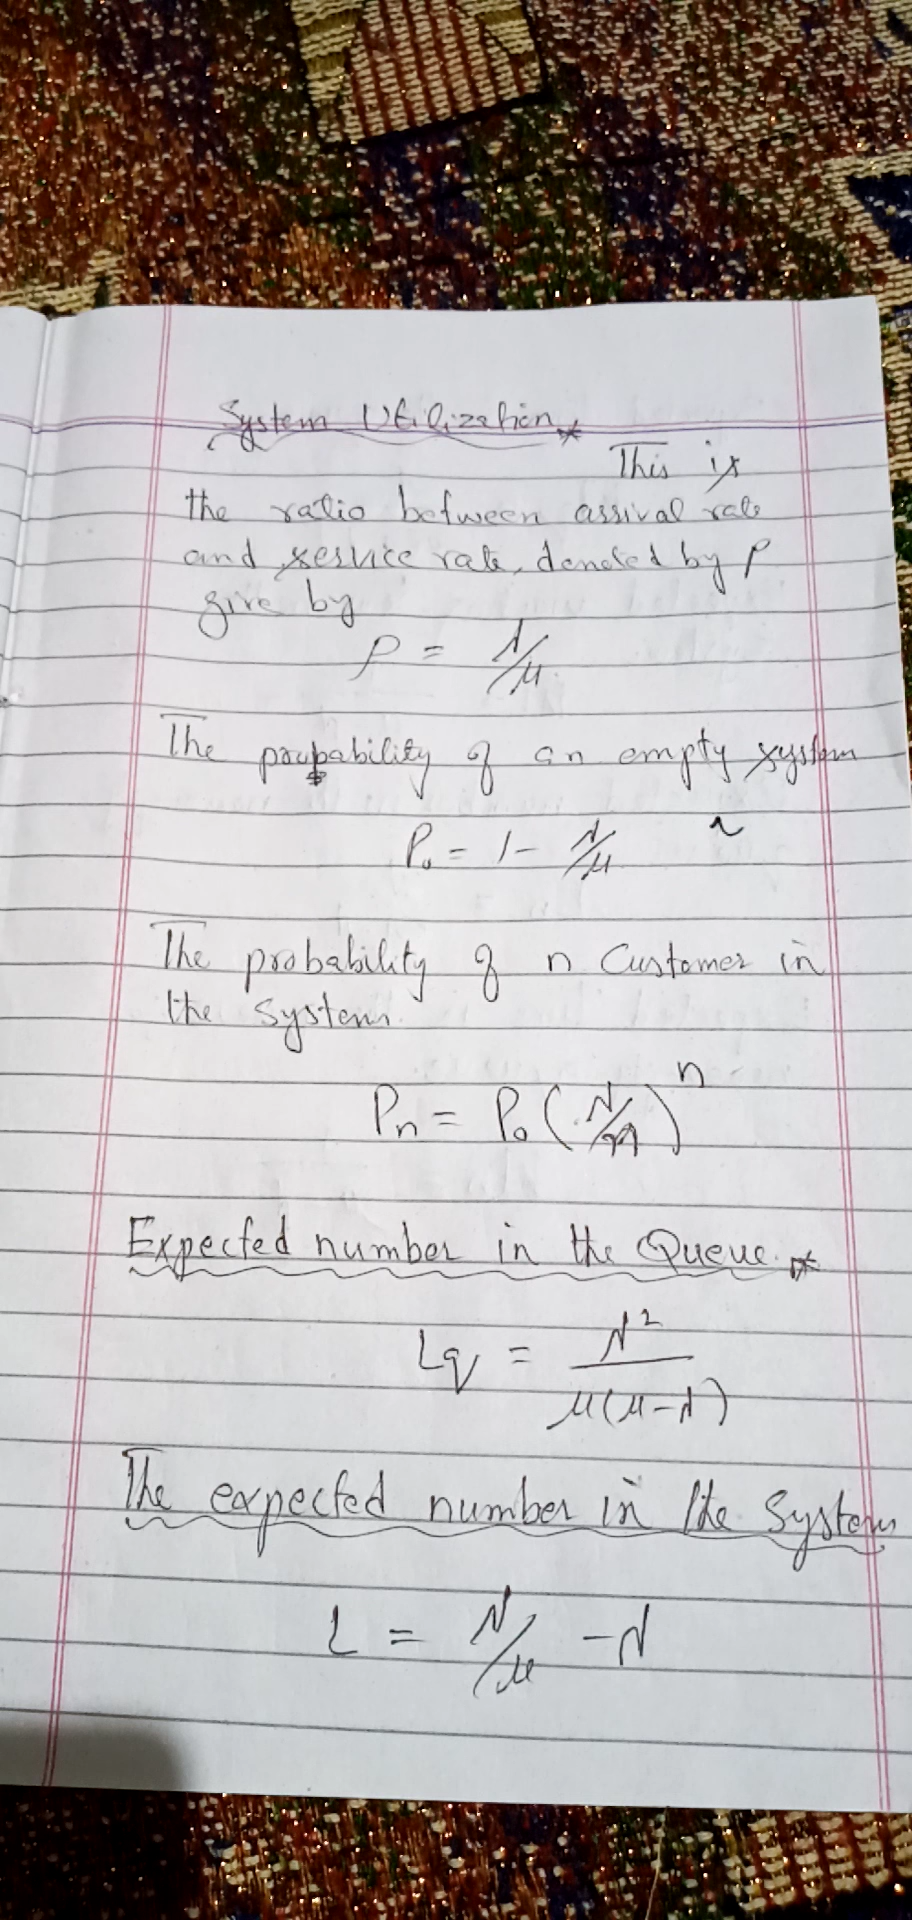 System Utilization
This is
the ratio between arrival rate
and service rate, denoted by ρ
give by
ρ = λ/μ
The probability of an empty system
P₀ = 1 - λ/μ
The probability of n Customer in
the system.
Pn = P₀ (λ/μ)ⁿ
Expected number in the Queue.
Lq = λ² / μ(μ-λ)
The expected number in the System
L = λ/μ - λ